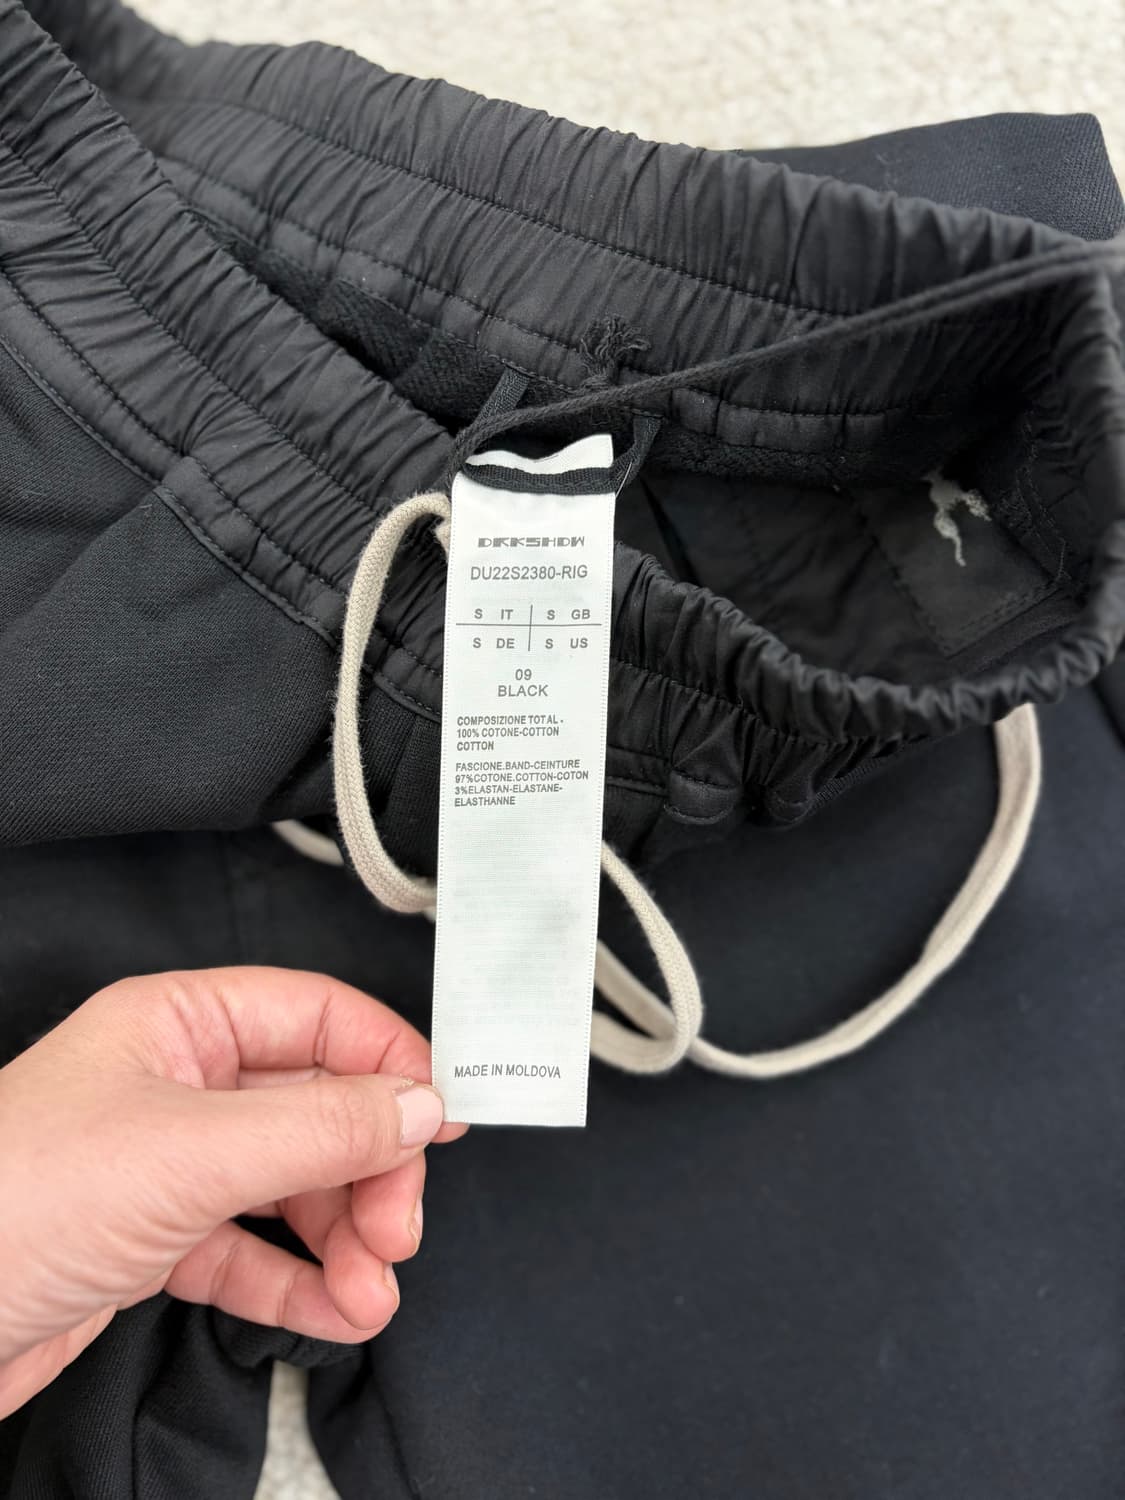 DRKSHDW
DU22S2380-RIG
S IT S GB
S DE S US
09
BLACK
COMPOSIZIONE TOTAL.
100% COTONE-COTTON
COTTON
FASCIONE.BAND-CEINTURE
97%COTONE.COTTON-COTON
3%ELASTAN-ELASTANE-
ELASTHANNE
MADE IN MOLDOVA